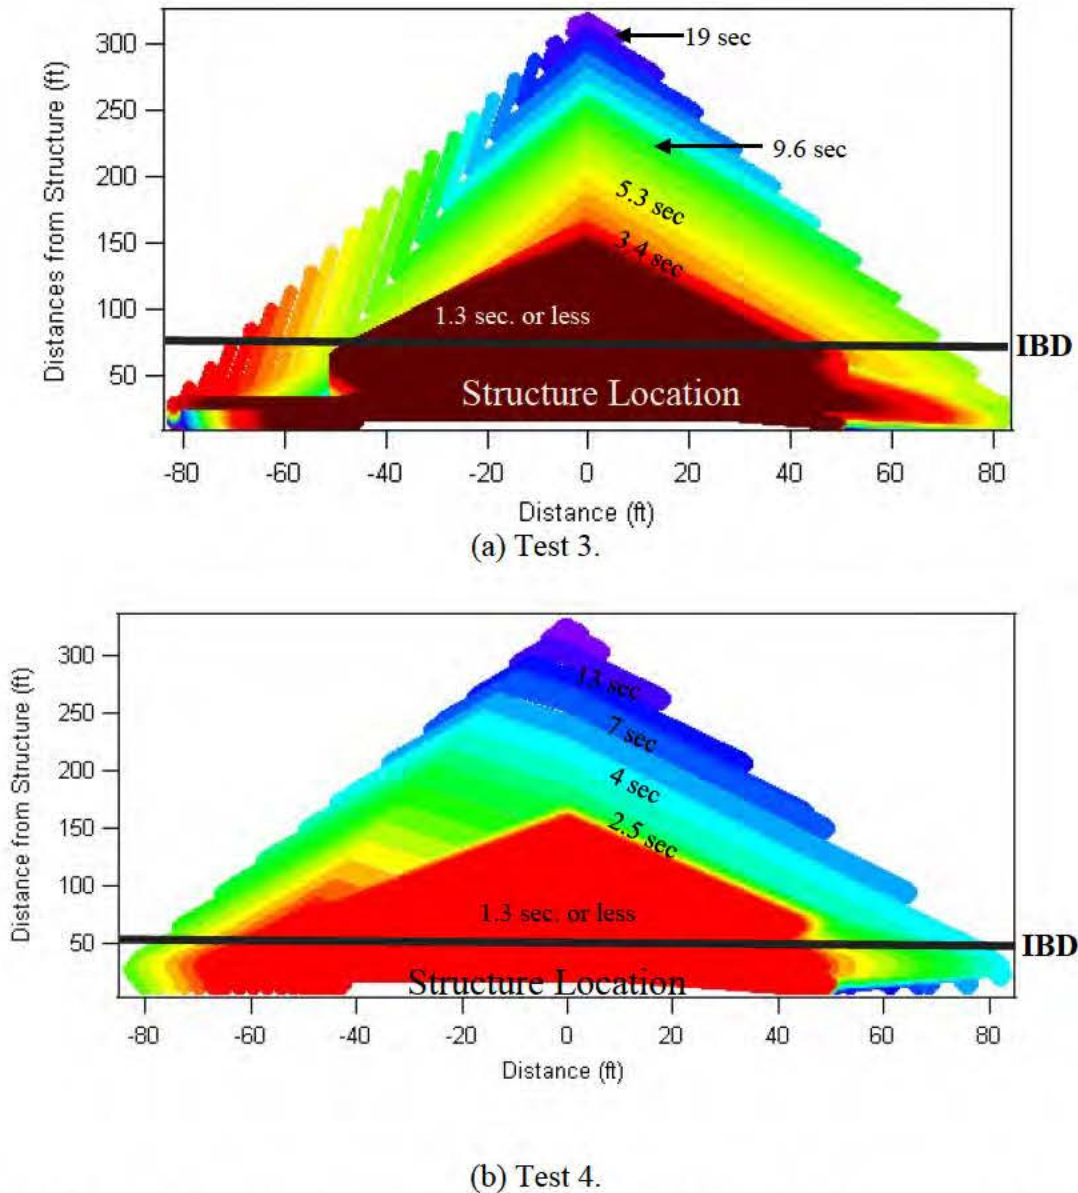 300
250
200
150
100
50
Distances from Structure (ft)
19 sec
9.6 sec
5.3 sec
3.4 sec
1.3 sec. or less
IBD
Structure Location
-80 -60 -40 -20 0 20 40 60 80
Distance (ft)
(a) Test 3.
300
250
200
150
100
50
Distance from Structure (ft)
13 sec
7 sec
4 sec
2.5 sec
1.3 sec. or less
IBD
Structure Location
-80 -60 -40 -20 0 20 40 60 80
Distance (ft)
(b) Test 4.